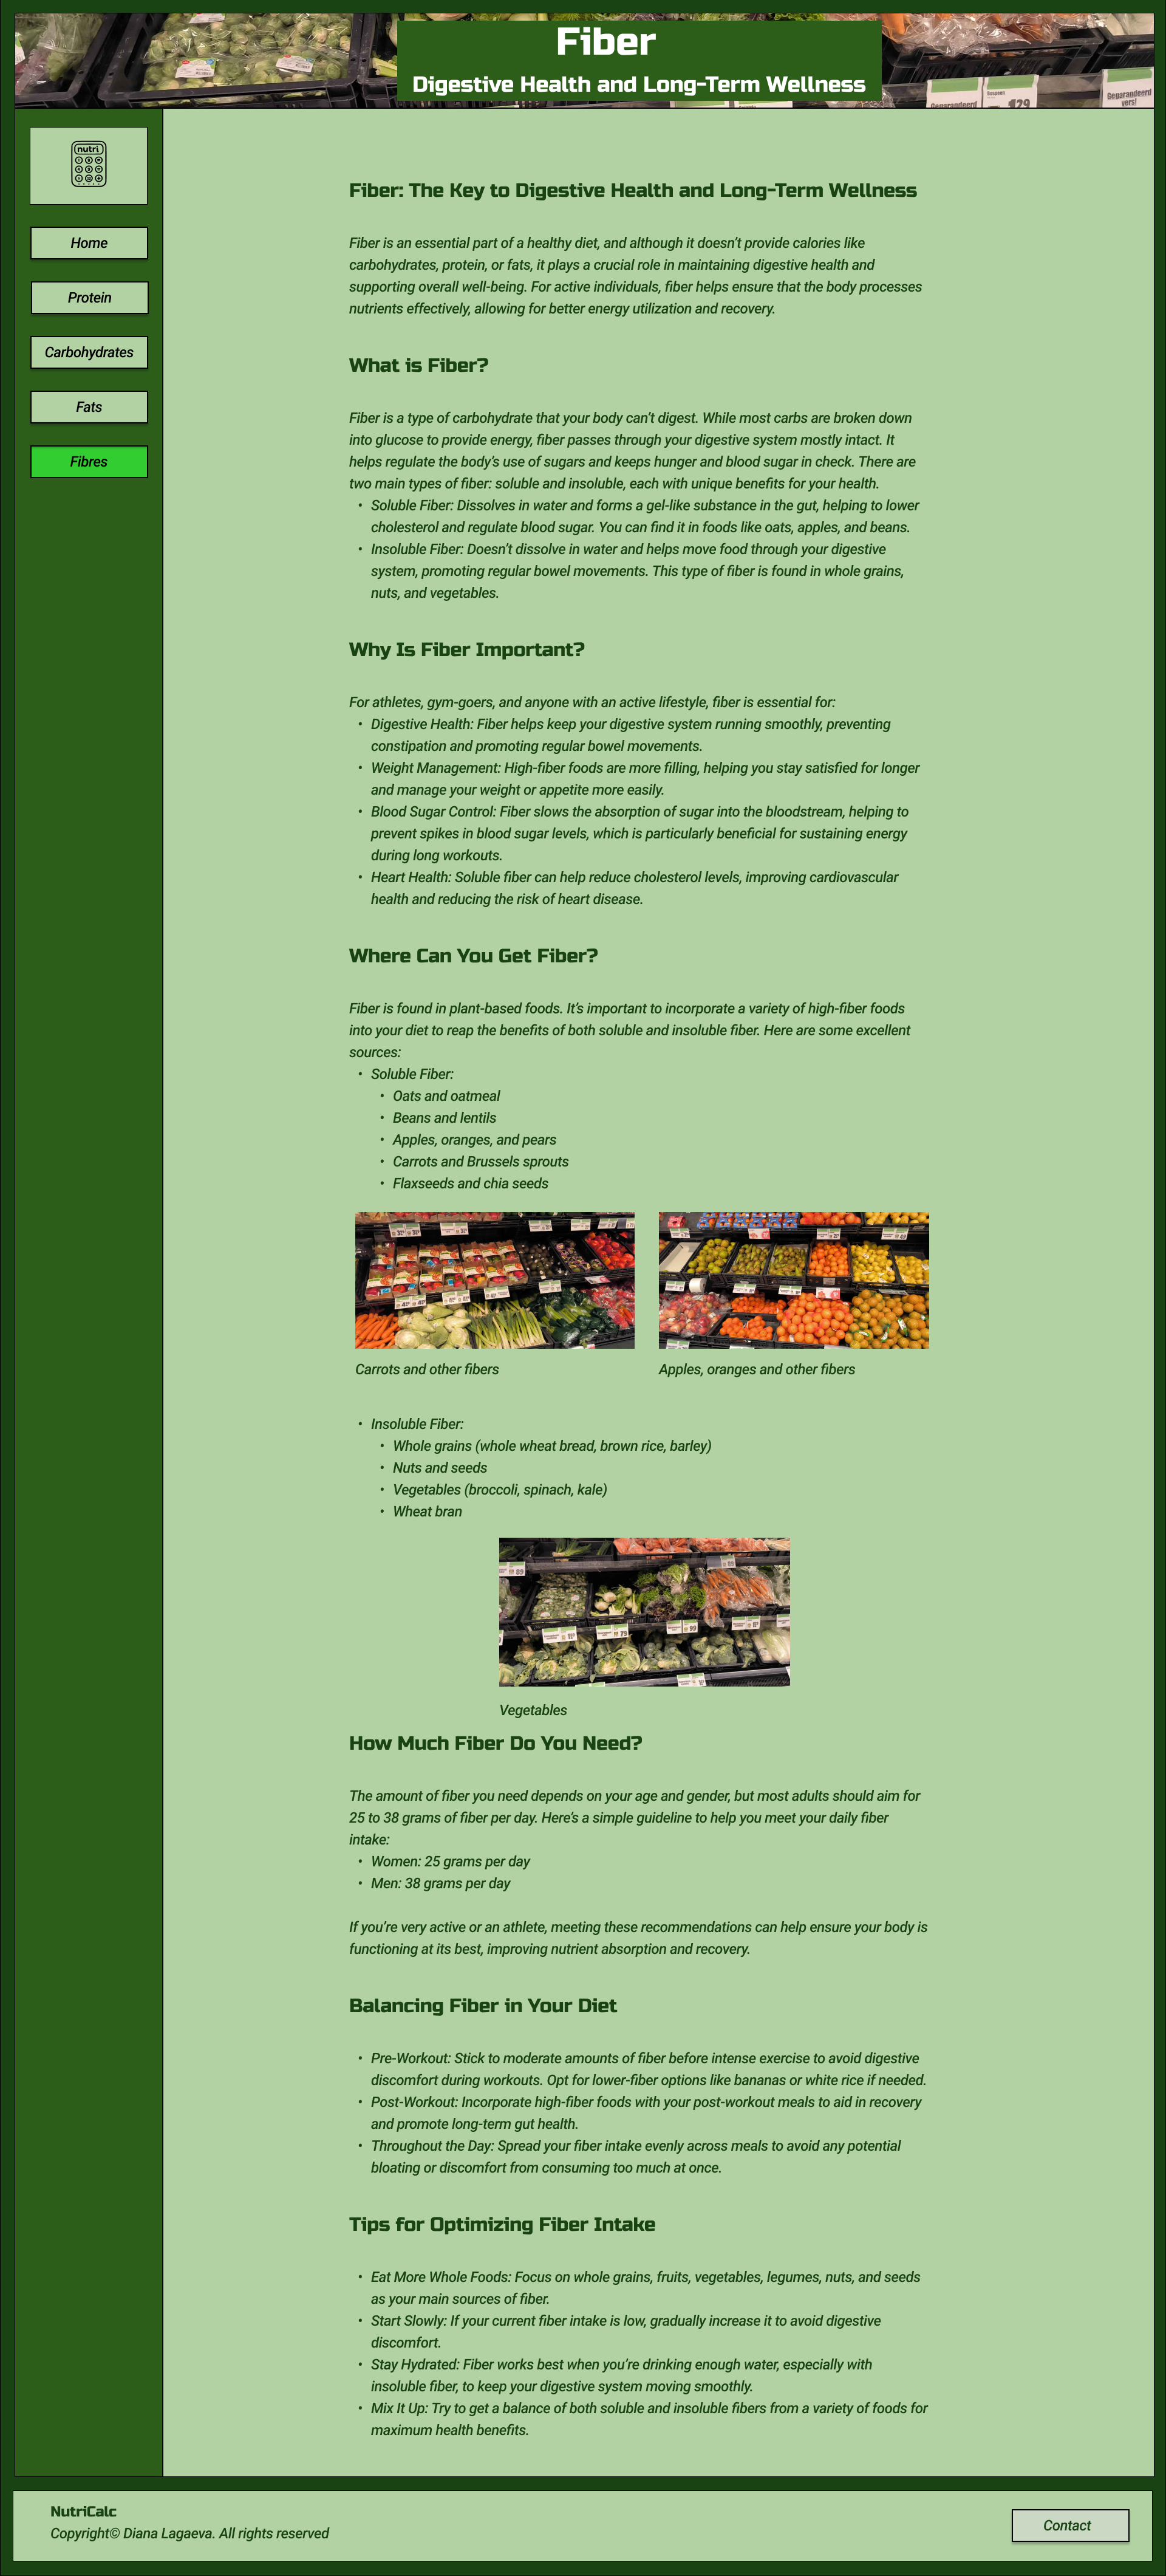 Fiber
Digestive Health and Long-Term Wellness
Garandeerd
1.29
Gegarandeerd
vers!
nutri
Home
Protein
Carbohydrates
Fats
Fibres
Fiber: The Key to Digestive Health and Long-Term Wellness
Fiber is an essential part of a healthy diet, and although it doesn’t provide calories like
carbohydrates, protein, or fats, it plays a crucial role in maintaining digestive health and
supporting overall well-being. For active individuals, fiber helps ensure that the body processes
nutrients effectively, allowing for better energy utilization and recovery.
What is Fiber?
Fiber is a type of carbohydrate that your body can’t digest. While most carbs are broken down
into glucose to provide energy, fiber passes through your digestive system mostly intact. It
helps regulate the body’s use of sugars and keeps hunger and blood sugar in check. There are
two main types of fiber: soluble and insoluble, each with unique benefits for your health.
• Soluble Fiber: Dissolves in water and forms a gel-like substance in the gut, helping to lower
cholesterol and regulate blood sugar. You can find it in foods like oats, apples, and beans.
• Insoluble Fiber: Doesn’t dissolve in water and helps move food through your digestive
system, promoting regular bowel movements. This type of fiber is found in whole grains,
nuts, and vegetables.
Why Is Fiber Important?
For athletes, gym-goers, and anyone with an active lifestyle, fiber is essential for:
• Digestive Health: Fiber helps keep your digestive system running smoothly, preventing
constipation and promoting regular bowel movements.
• Weight Management: High-fiber foods are more filling, helping you stay satisfied for longer
and manage your weight or appetite more easily.
• Blood Sugar Control: Fiber slows the absorption of sugar into the bloodstream, helping to
prevent spikes in blood sugar levels, which is particularly beneficial for sustaining energy
during long workouts.
• Heart Health: Soluble fiber can help reduce cholesterol levels, improving cardiovascular
health and reducing the risk of heart disease.
Where Can You Get Fiber?
Fiber is found in plant-based foods. It’s important to incorporate a variety of high-fiber foods
into your diet to reap the benefits of both soluble and insoluble fiber. Here are some excellent
sources:
• Soluble Fiber:
• Oats and oatmeal
• Beans and lentils
• Apples, oranges, and pears
• Carrots and Brussels sprouts
• Flaxseeds and chia seeds
Carrots and other fibers
Apples, oranges and other fibers
• Insoluble Fiber:
• Whole grains (whole wheat bread, brown rice, barley)
• Nuts and seeds
• Vegetables (broccoli, spinach, kale)
• Wheat bran
Vegetables
How Much Fiber Do You Need?
The amount of fiber you need depends on your age and gender, but most adults should aim for
25 to 38 grams of fiber per day. Here’s a simple guideline to help you meet your daily fiber
intake:
• Women: 25 grams per day
• Men: 38 grams per day
If you’re very active or an athlete, meeting these recommendations can help ensure your body is
functioning at its best, improving nutrient absorption and recovery.
Balancing Fiber in Your Diet
• Pre-Workout: Stick to moderate amounts of fiber before intense exercise to avoid digestive
discomfort during workouts. Opt for lower-fiber options like bananas or white rice if needed.
• Post-Workout: Incorporate high-fiber foods with your post-workout meals to aid in recovery
and promote long-term gut health.
• Throughout the Day: Spread your fiber intake evenly across meals to avoid any potential
bloating or discomfort from consuming too much at once.
Tips for Optimizing Fiber Intake
• Eat More Whole Foods: Focus on whole grains, fruits, vegetables, legumes, nuts, and seeds
as your main sources of fiber.
• Start Slowly: If your current fiber intake is low, gradually increase it to avoid digestive
discomfort.
• Stay Hydrated: Fiber works best when you’re drinking enough water, especially with
insoluble fiber, to keep your digestive system moving smoothly.
• Mix It Up: Try to get a balance of both soluble and insoluble fibers from a variety of foods for
maximum health benefits.
NutriCalc
Copyright© Diana Lagaeva. All rights reserved
Contact